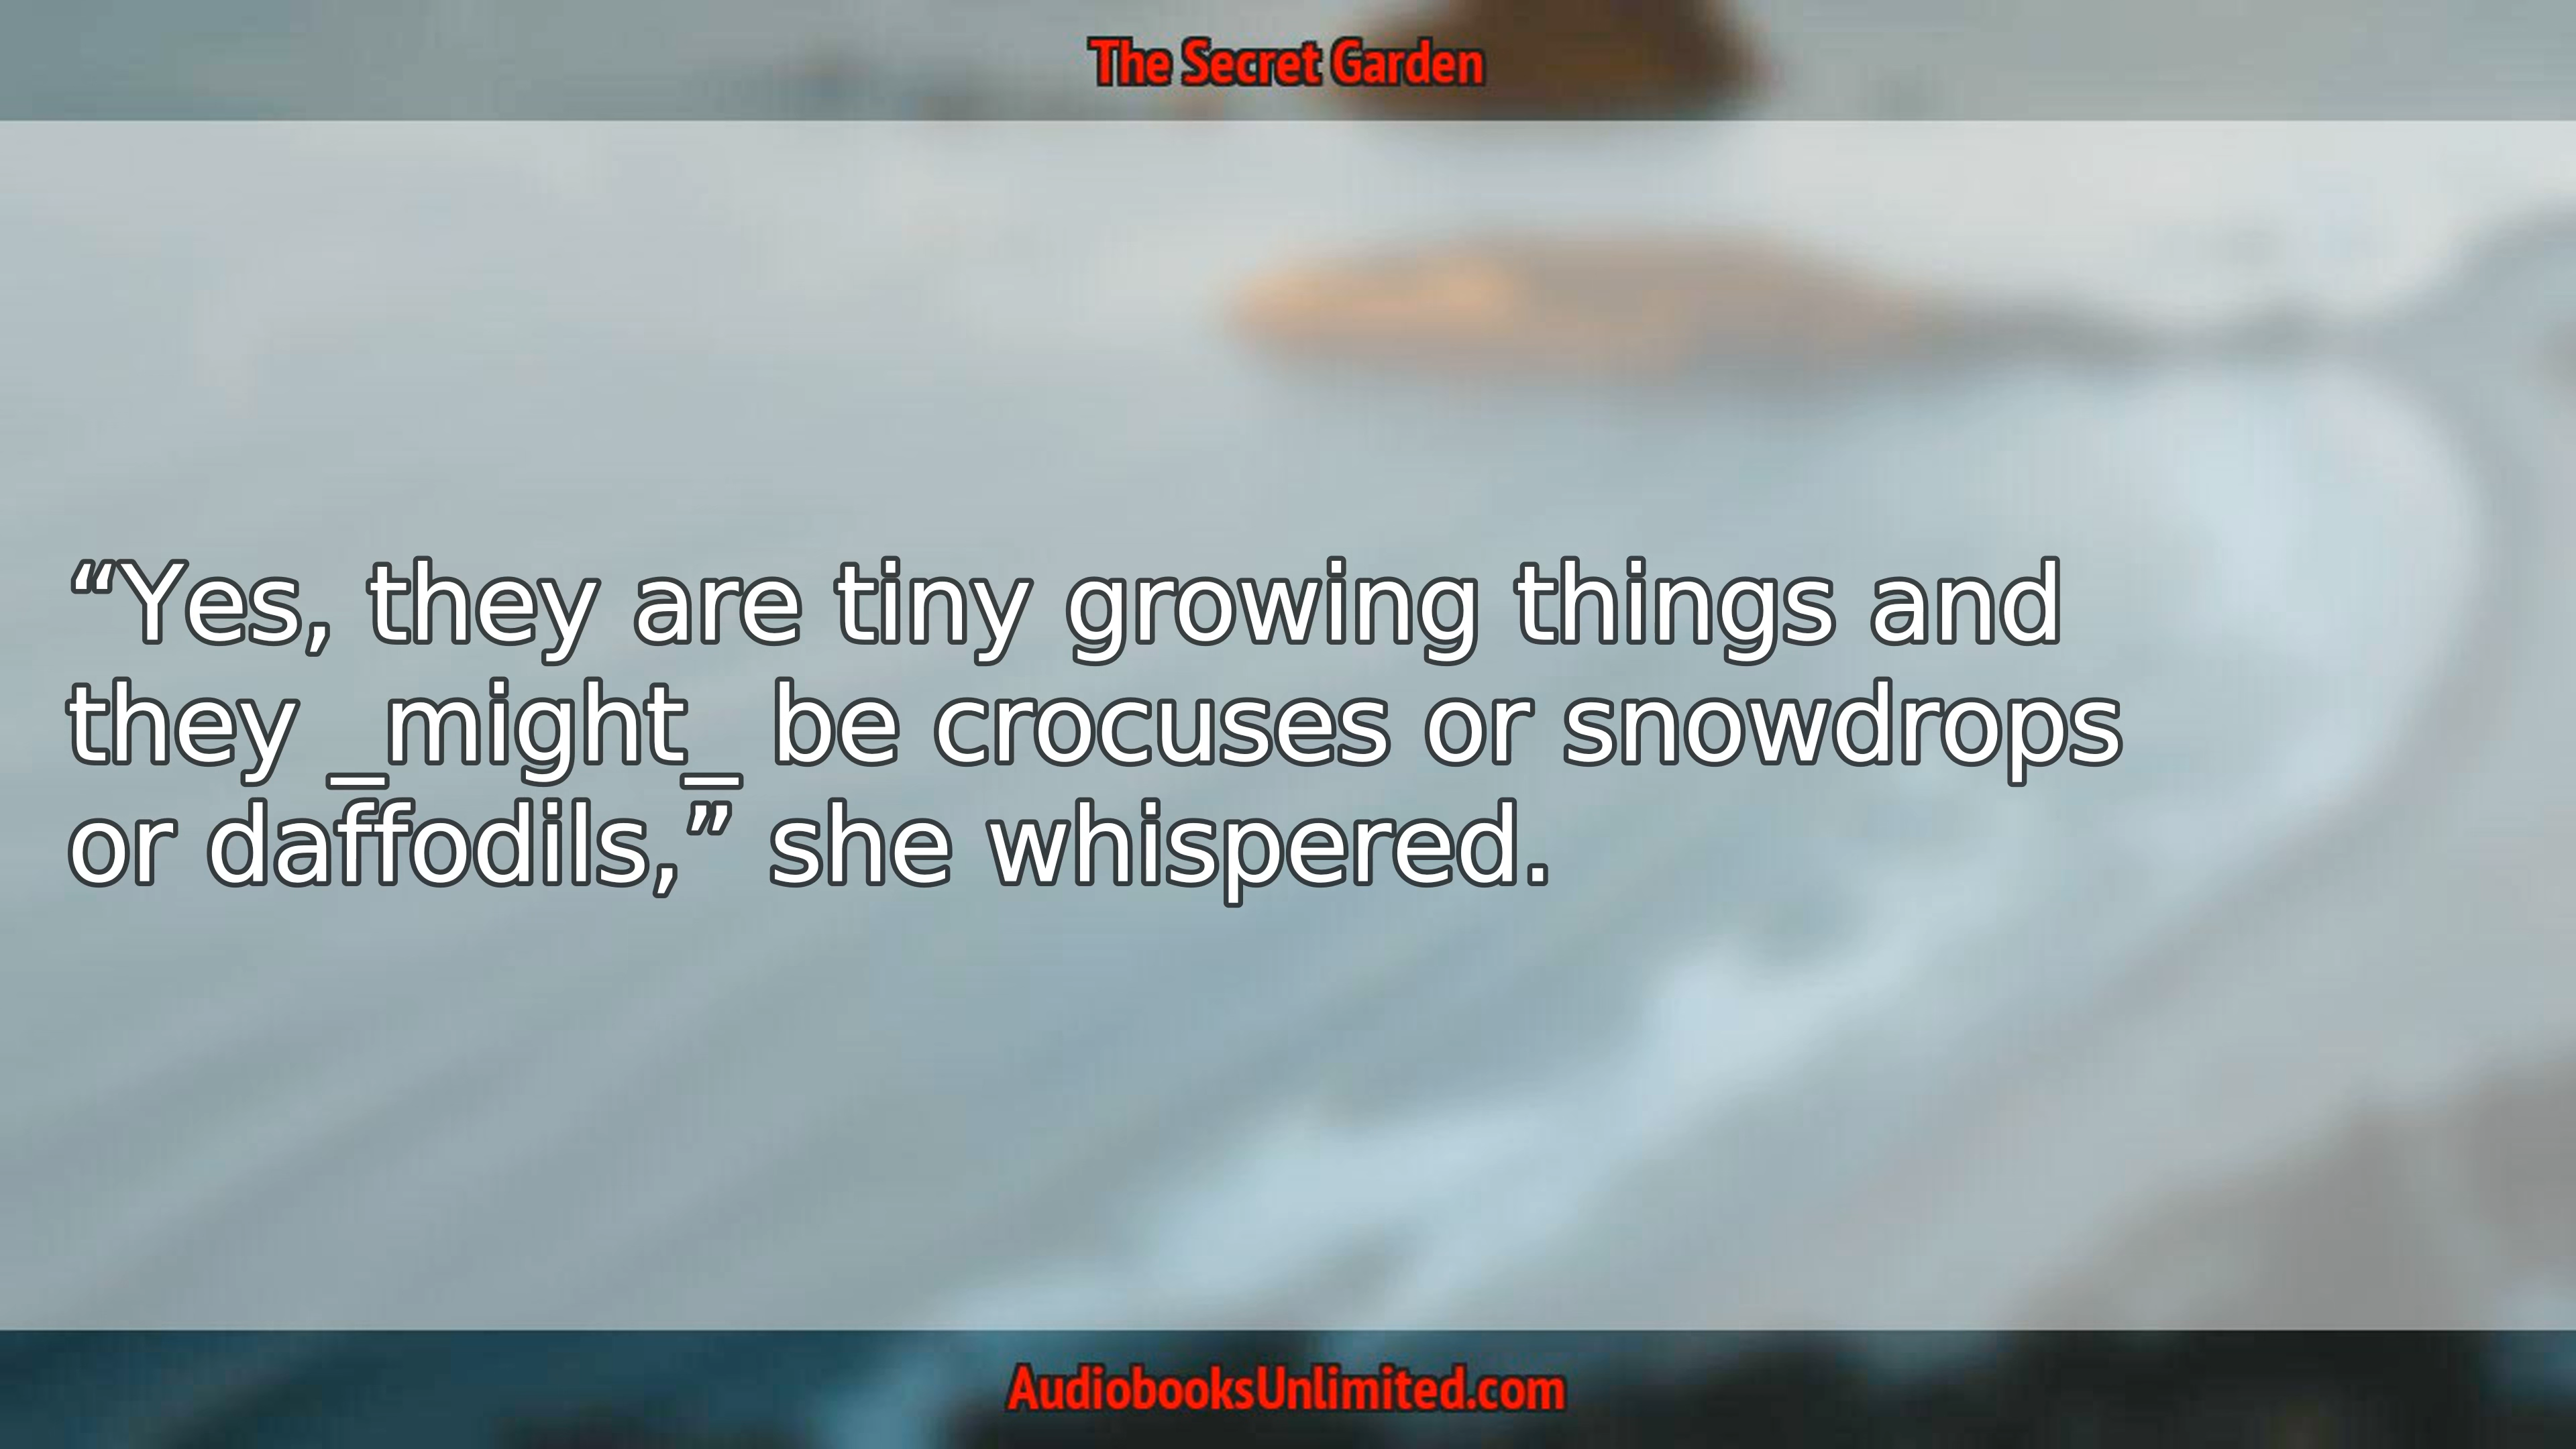 The Secret Garden
“Yes, they are tiny growing things and
they _might_ be crocuses or snowdrops
or daffodils,” she whispered.
AudiobooksUnlimited.com